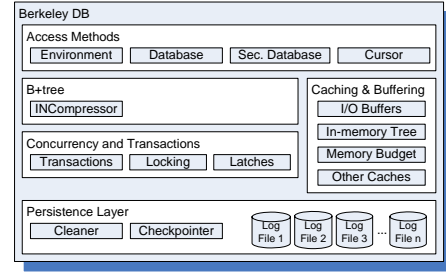 Berkeley DB
Access Methods
Environment Database Sec. Database Cursor
B+tree
INCompressor
Caching & Buffering
I/O Buffers
In-memory Tree
Memory Budget
Other Caches
Concurrency and Transactions
Transactions Locking Latches
Persistence Layer
Cleaner Checkpointer
Log
File 1
Log
File 2
Log
File 3
...
Log
File n